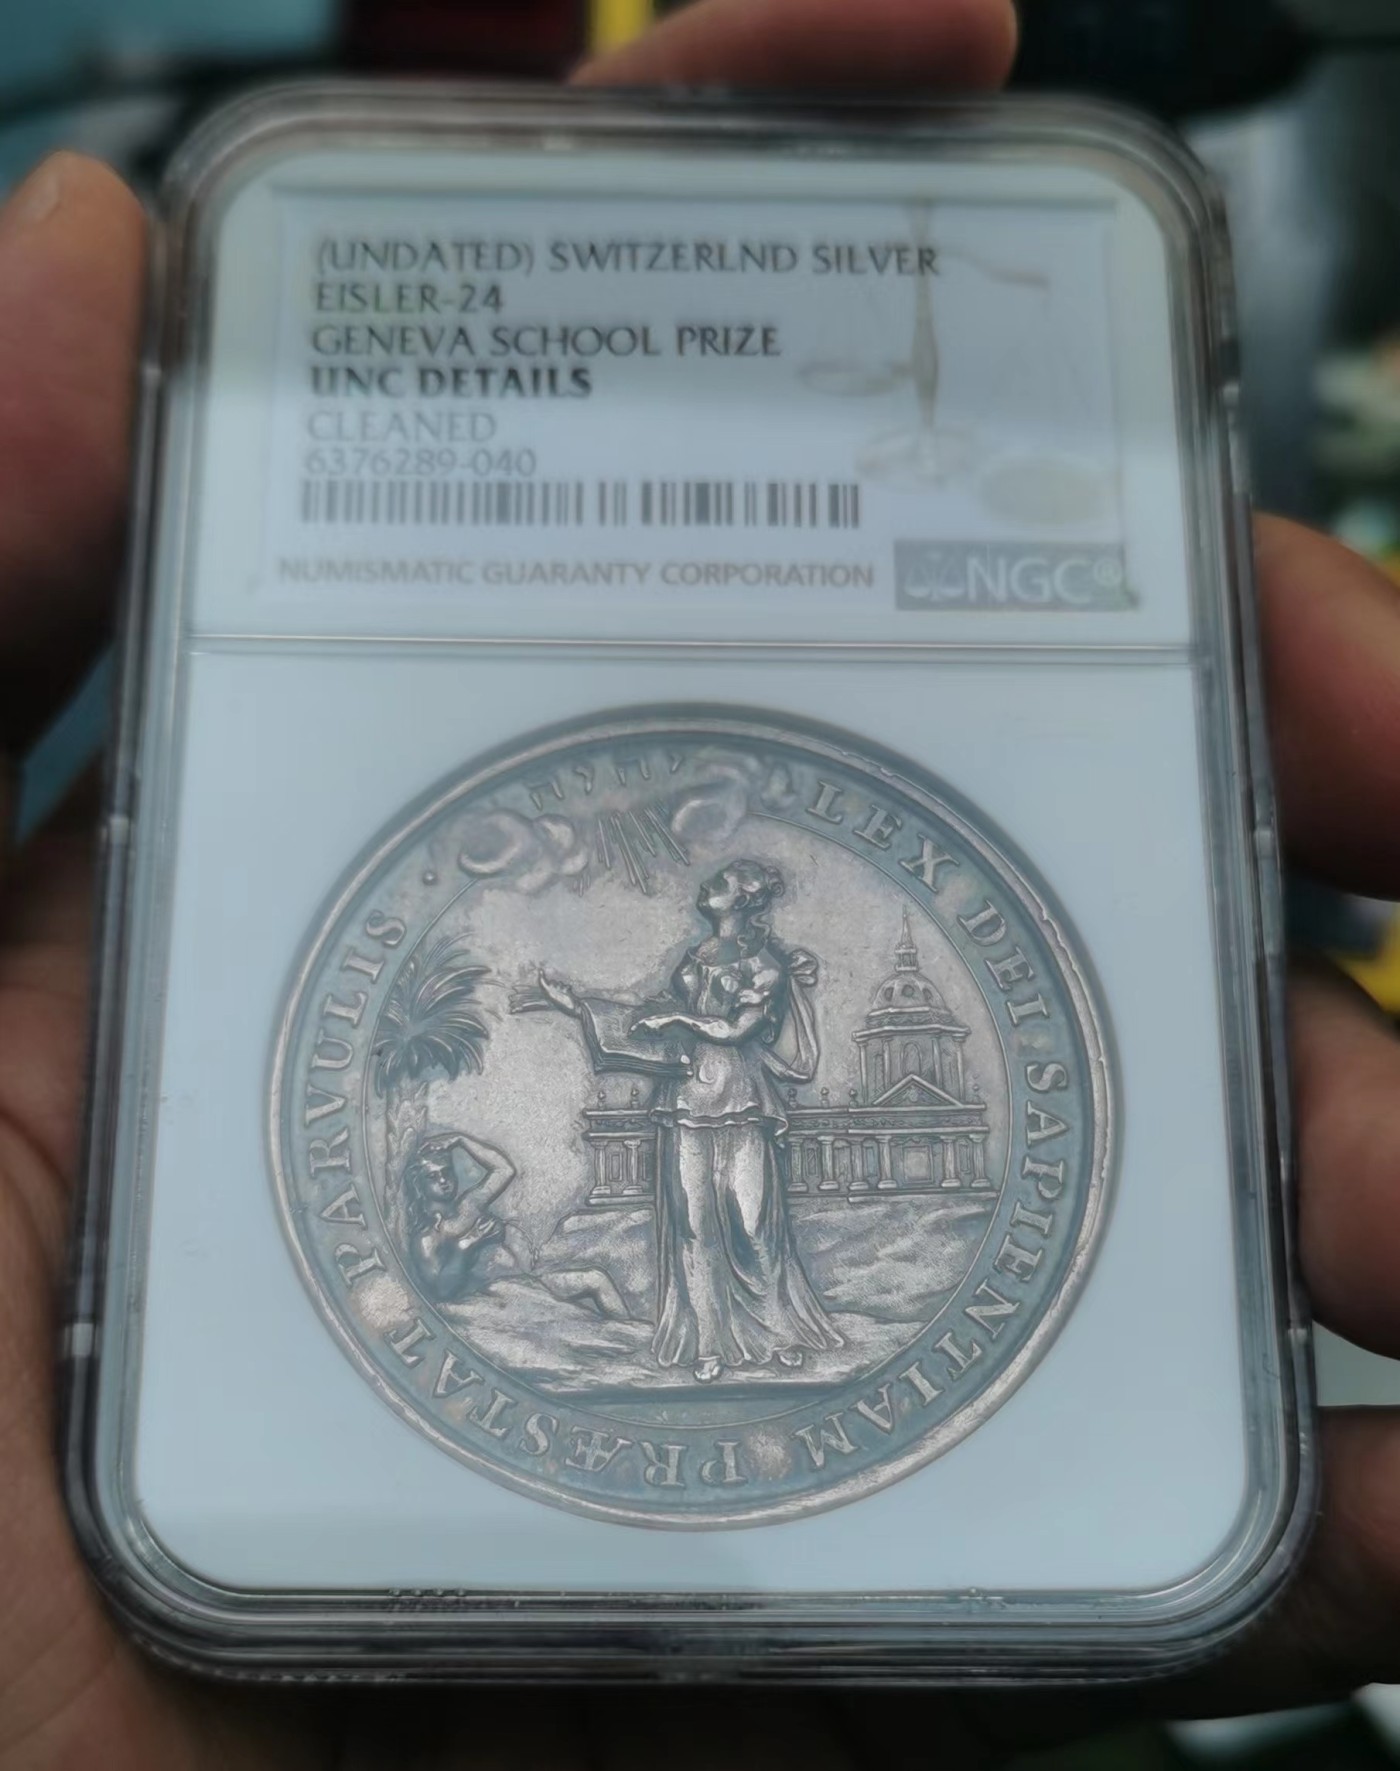 (UNDATED) SWITZERLND SILVER
EISLER-24
GENEVA SCHOOL PRIZE
UNC DETAILS
CLEANED
6376289-040
NUMISMATIC GUARANTY CORPORATION NGC®
יהוה
LEX DEI SAPIENTIAM PRÆSTAT PARVULIS ·